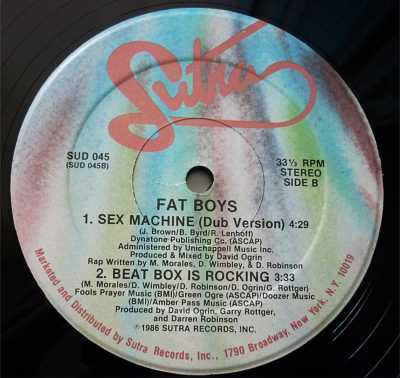 Sutra
SUD 045
(SUD 045B)
33⅓ RPM
STEREO
SIDE B
FAT BOYS
1. SEX MACHINE (Dub Version) 4:29
(J. Brown/B. Byrd/R. Lenhoff)
Dynatone Publishing Co. (ASCAP)
Administered by Unichappell Music Inc. (ASCAP)
Produced & Mixed by David Ogrin
Rap Written by M. Morales, D. Wimbley, & D. Robinson
2. BEAT BOX IS ROCKING 3:33
(M. Morales/D. Wimbley/D. Robinson/D. Ogrin/G. Rottger)
Fools Prayer Music (BMI)/Green Ogre (ASCAP)/Doozer Music
(BMI)/Amber Pass Music (ASCAP)
Produced by David Ogrin, Garry Rottger,
and Darren Robinson
℗ 1986 SUTRA RECORDS, INC.
Marketed and Distributed by Sutra Records, Inc., 1790 Broadway, New York, N.Y. 10019